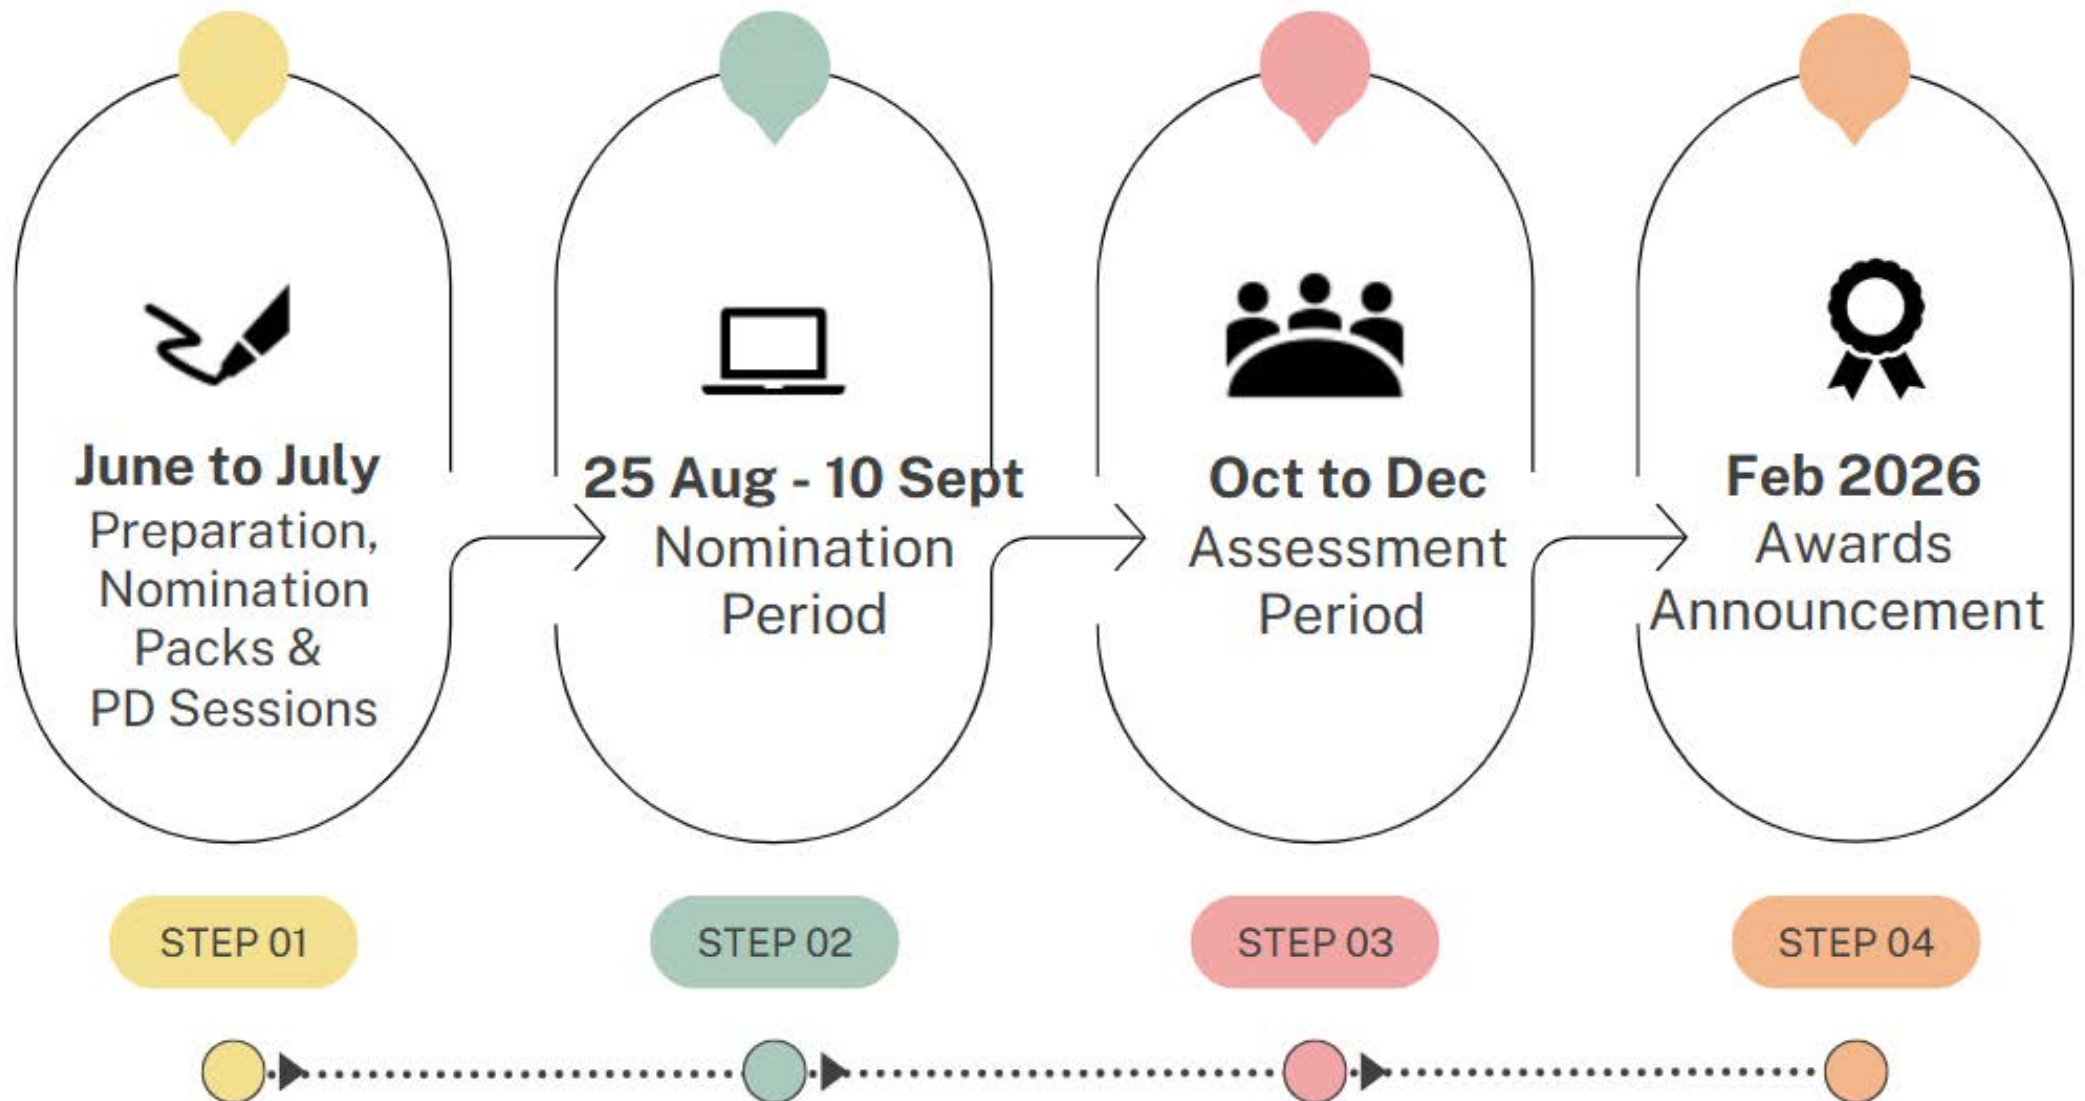 June to July
Preparation,
Nomination
Packs &
PD Sessions
25 Aug - 10 Sept
Nomination
Period
Oct to Dec
Assessment
Period
Feb 2026
Awards
Announcement
STEP 01
STEP 02
STEP 03
STEP 04